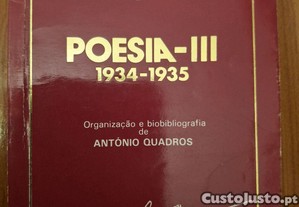 POESIA-III
1934-1935
Organização e biobibliografia
de
ANTÓNIO QUADROS
CustoJusto.pt